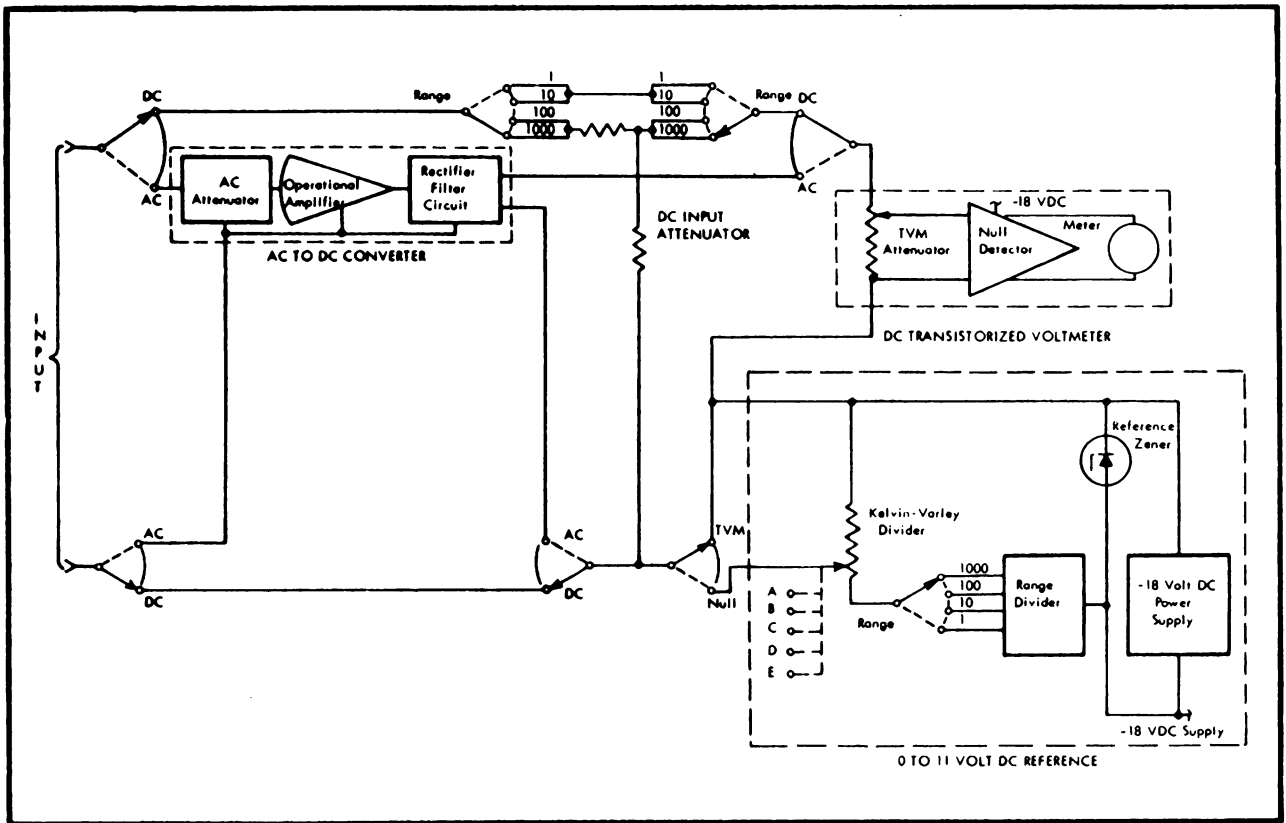 DC
Range
1
10
100
1000
1
10
100
1000
Range
DC
AC
AC
Attenuator
Operational
Amplifier
Rectifier
Filter
Circuit
AC
AC TO DC CONVERTER
DC INPUT
ATTENUATOR
-18 VDC
TVM
Attenuator
Null
Detector
Meter
DC TRANSISTORIZED VOLTMETER
INPUT
Reference
Zener
AC
DC
AC
DC
TVM
Null
Kelvin-Varley
Divider
A
B
C
D
E
Range
1000
100
10
1
Range
Divider
-18 Volt DC
Power
Supply
-18 VDC Supply
0 TO 11 VOLT DC REFERENCE